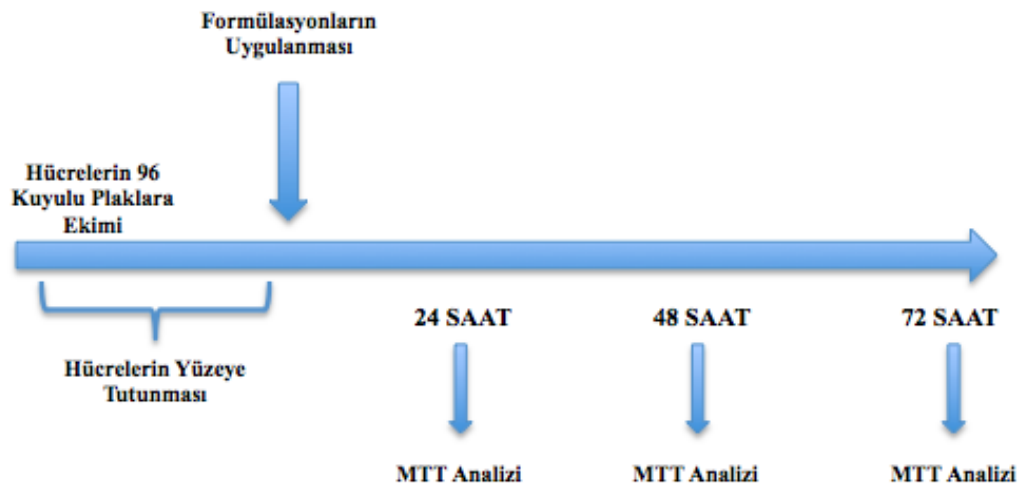 Formülasyonların
Uygulanması
Hücrelerin 96
Kuyulu Plaklara
Ekimi
Hücrelerin Yüzeye
Tutunması
24 SAAT
48 SAAT
72 SAAT
MTT Analizi
MTT Analizi
MTT Analizi